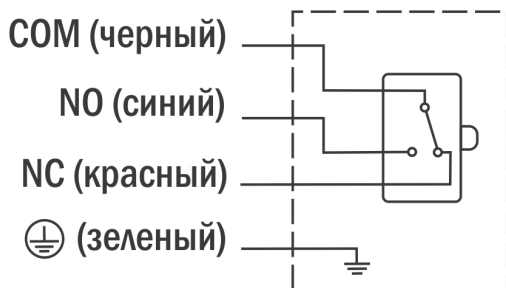 COM (черный)
NO (синий)
NC (красный)
(зеленый)